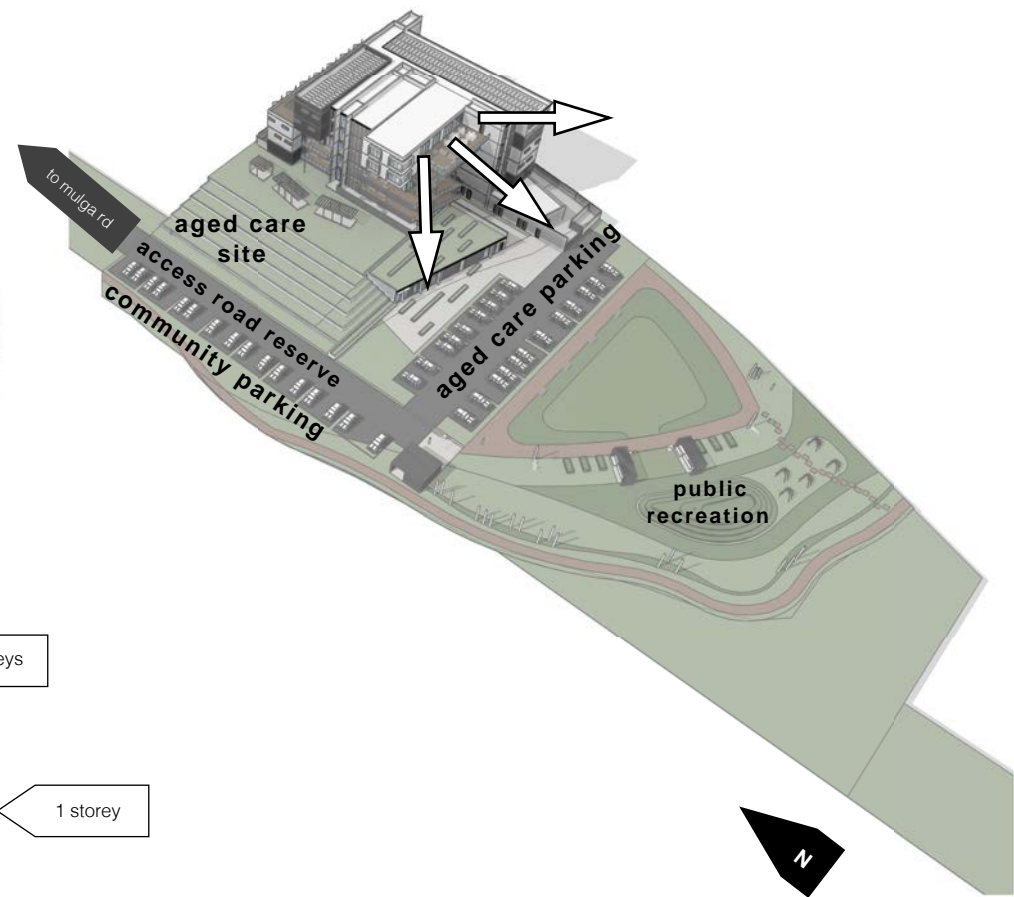 to mulga rd
aged care
site
access road reserve
community parking
aged care parking
public
recreation
1 storey
N